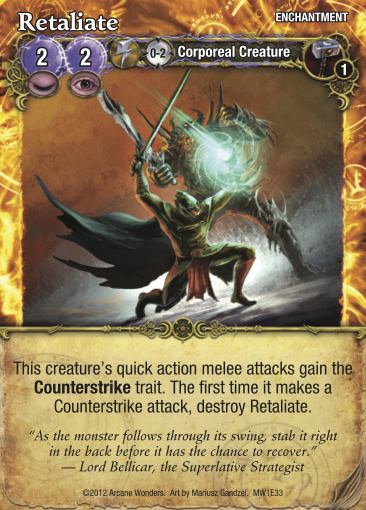 Retaliate
ENCHANTMENT
2 2 0-2 Corporeal Creature
1
This creature's quick action melee attacks gain the
Counterstrike trait. The first time it makes a
Counterstrike attack, destroy Retaliate.
“As the monster follows through its swing, stab it right
in the back before it has the chance to recover.”
— Lord Bellicar, the Superlative Strategist
©2012 Arcane Wonders. Art by Mariusz Gandzel. MW1E33